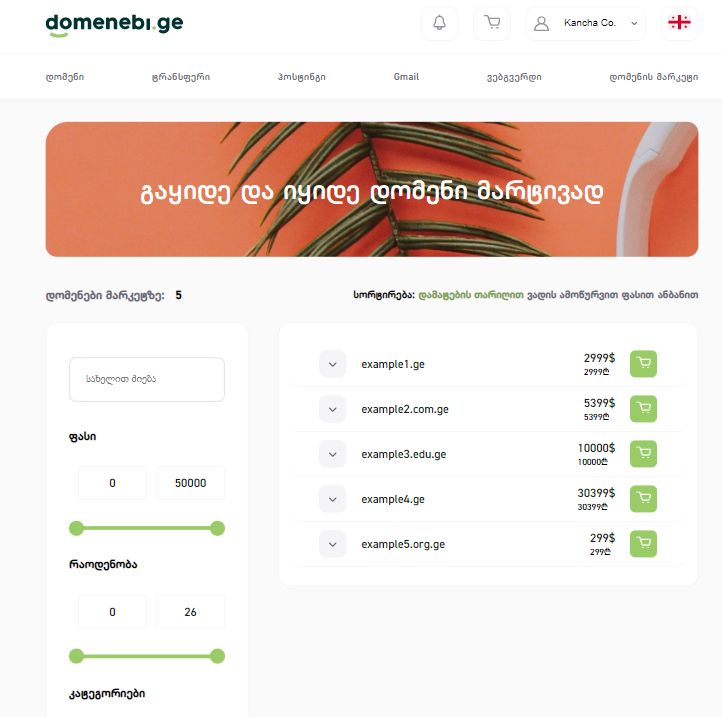 domenebi.ge
Kancha Co.
დომენი ტრანსფერი ჰოსტინგი Gmail ვებგვერდი დომენის მარკეტი
გაყიდე და იყიდე დომენი მარტივად
დომენები მარკეტზე: 5
სორტირება: დამატების თარიღით ვადის ამოწურვით ფასით ანბანით
სახელით ძიება
ფასი
0 50000
რაოდენობა
0 26
კატეგორიები
example1.ge 2999$
2999₾
example2.com.ge 5399$
5399₾
example3.edu.ge 10000$
10000₾
example4.ge 30399$
30399₾
example5.org.ge 299$
299₾